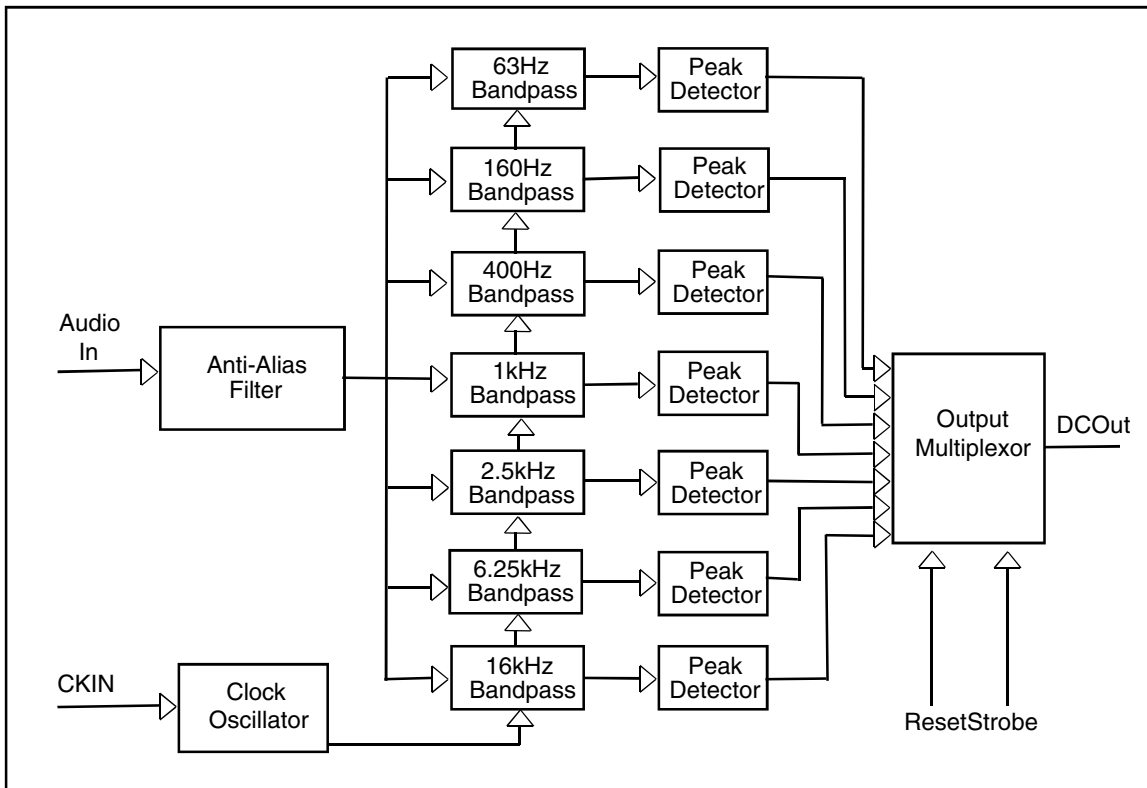 63Hz
Bandpass
Peak
Detector
160Hz
Bandpass
Peak
Detector
400Hz
Bandpass
Peak
Detector
Audio
In
Anti-Alias
Filter
1kHz
Bandpass
Peak
Detector
Output
Multiplexor
DCOut
2.5kHz
Bandpass
Peak
Detector
6.25kHz
Bandpass
Peak
Detector
CKIN
Clock
Oscillator
16kHz
Bandpass
Peak
Detector
ResetStrobe